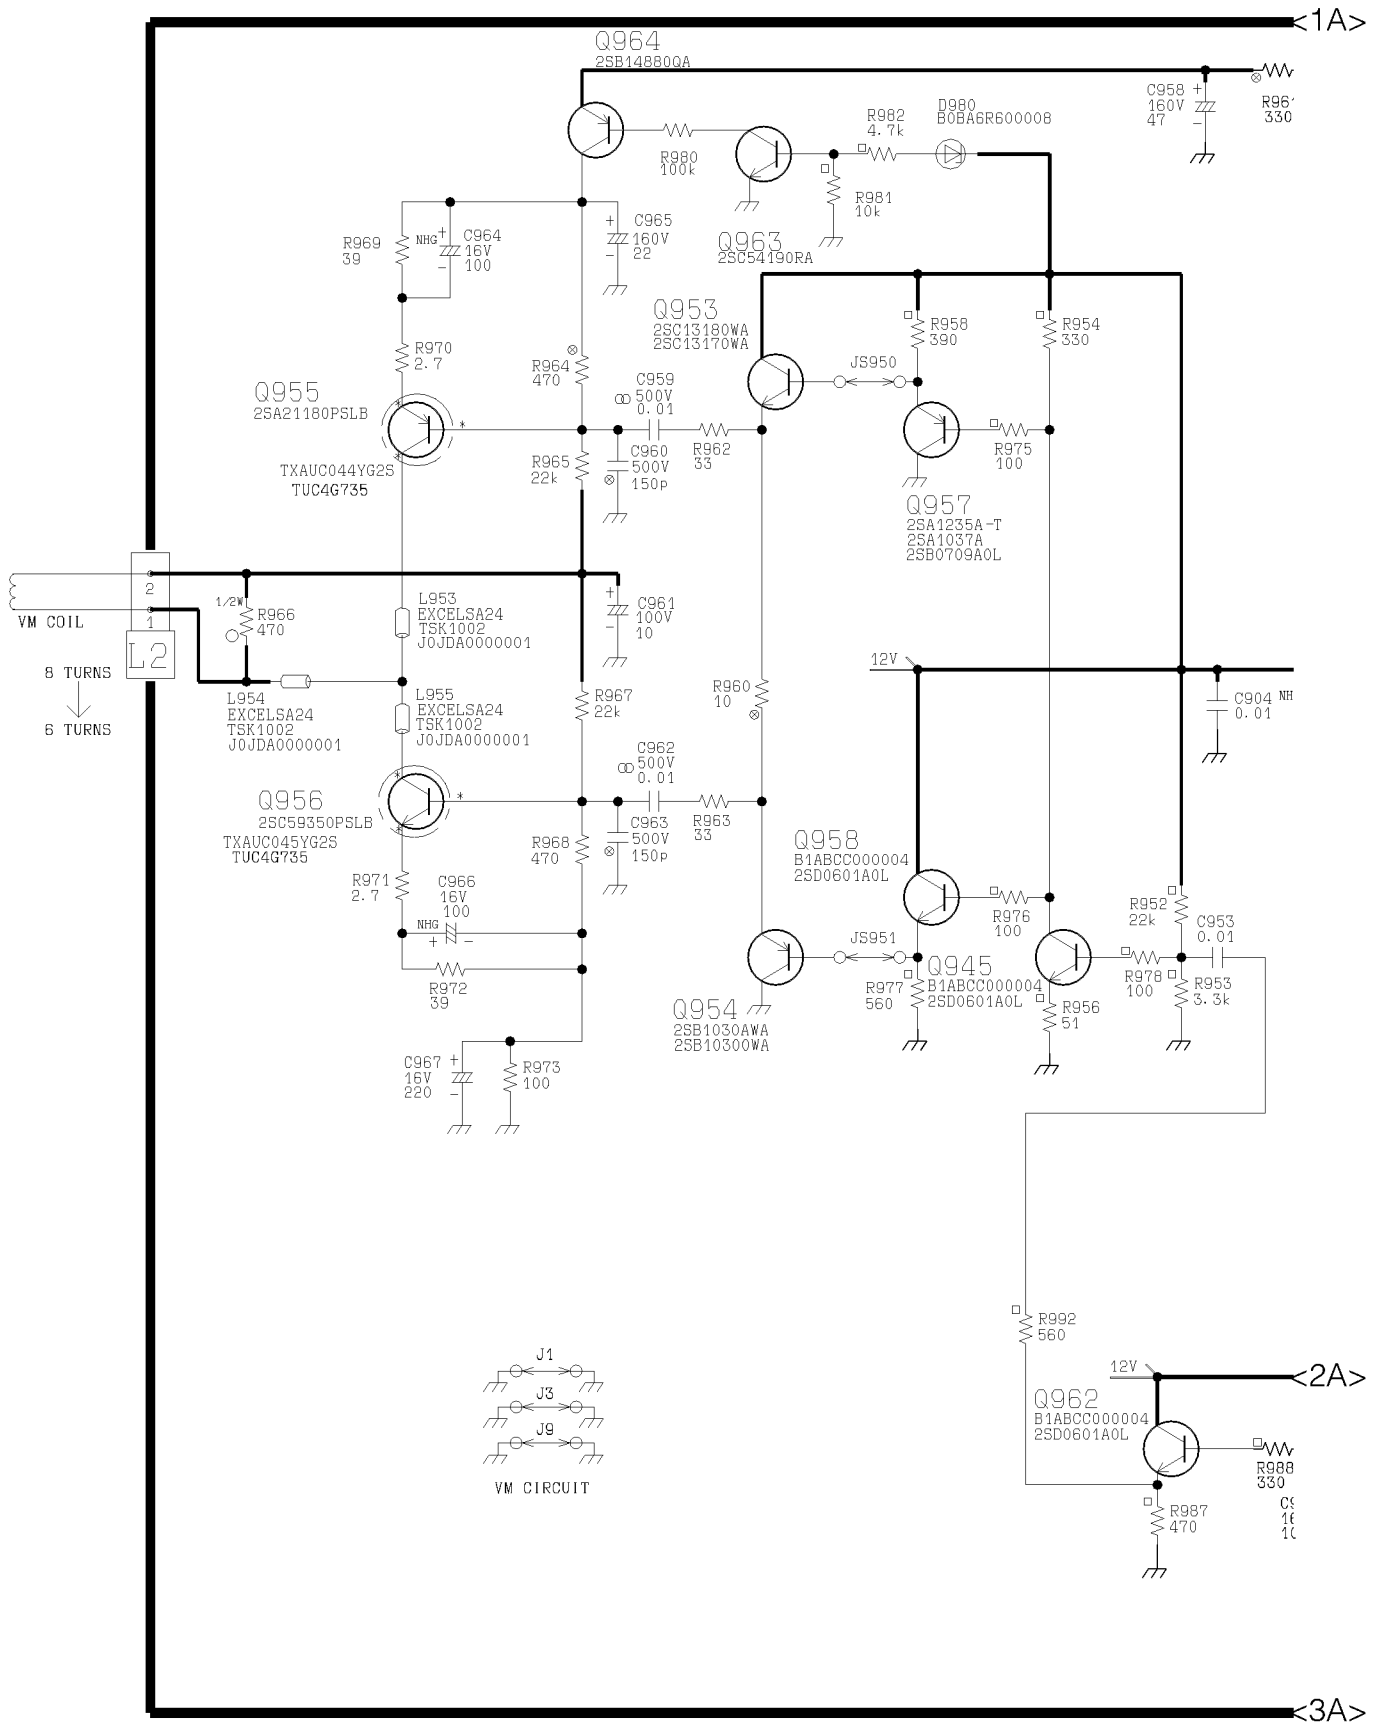 <1A>
Q964
2SB1488OQA
C958
160V
47
330
D980
B0BA6R600008
R982
4.7k
R980
100k
R981
10k
Q963
2SC5419ORA
R969
39
NHG
C964
16V
100
C965
160V
22
Q953
2SC1318OWA
2SC1317OWA
R958
390
R954
330
R970
2.7
JS950
R964
470
C959
500V
0.01
Q955
2SA2118OPSLB
TXAUC044YG2S
TUC4G735
R965
22k
C960
500V
150p
R962
33
R975
100
Q957
2SA1235A-T
2SA1037A
2SB0709A0L
2
1
VM COIL
L2
8 TURNS
6 TURNS
1/2W
R966
470
L953
EXCELSA24
TSK1002
J0JDA0000001
C961
100V
10
12V
R960
10
C904
NH
0.01
L954
EXCELSA24
TSK1002
J0JDA0000001
L955
EXCELSA24
TSK1002
J0JDA0000001
R967
22k
C962
500V
0.01
Q956
2SC5935OPSLB
TXAUC045YG2S
TUC4G735
R968
470
C963
500V
150p
R963
33
Q958
B1ABCC000004
2SD0601A0L
R971
2.7
C966
16V
100
NHG
R976
100
R952
22k
C953
0.01
R972
39
JS951
Q945
B1ABCC000004
2SD0601A0L
R977
560
R978
100
R953
3.3k
R956
51
Q954
2SB1030AWA
2SB1030OWA
C967
16V
220
R973
100
R992
560
J1
J3
J9
VM CIRCUIT
12V
<2A>
Q962
B1ABCC000004
2SD0601A0L
R988
330
R987
470
<3A>